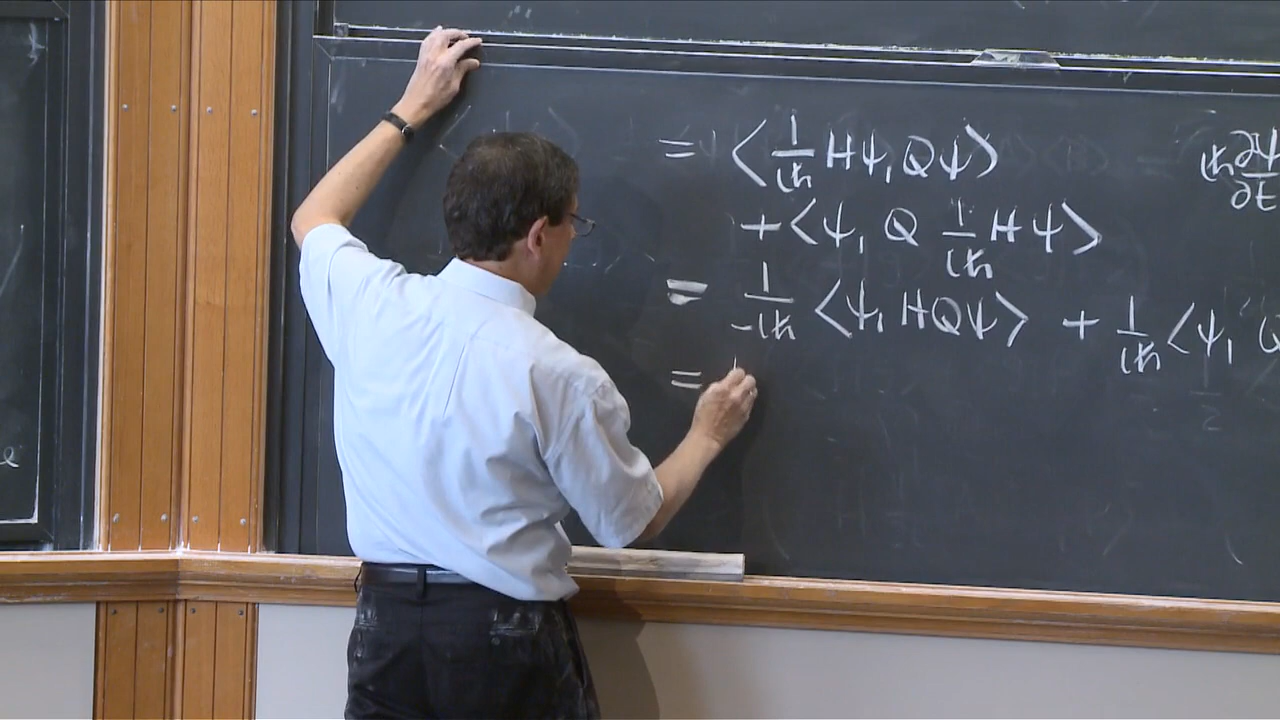 = ⟨ 1/iħ Hψ, Qψ⟩
iħ ∂Ψ/∂t
+ ⟨ψ, Q 1/iħ Hψ⟩
= 1/-iħ ⟨ψ, HQψ⟩ + 1/iħ ⟨ψ, Q
=
e